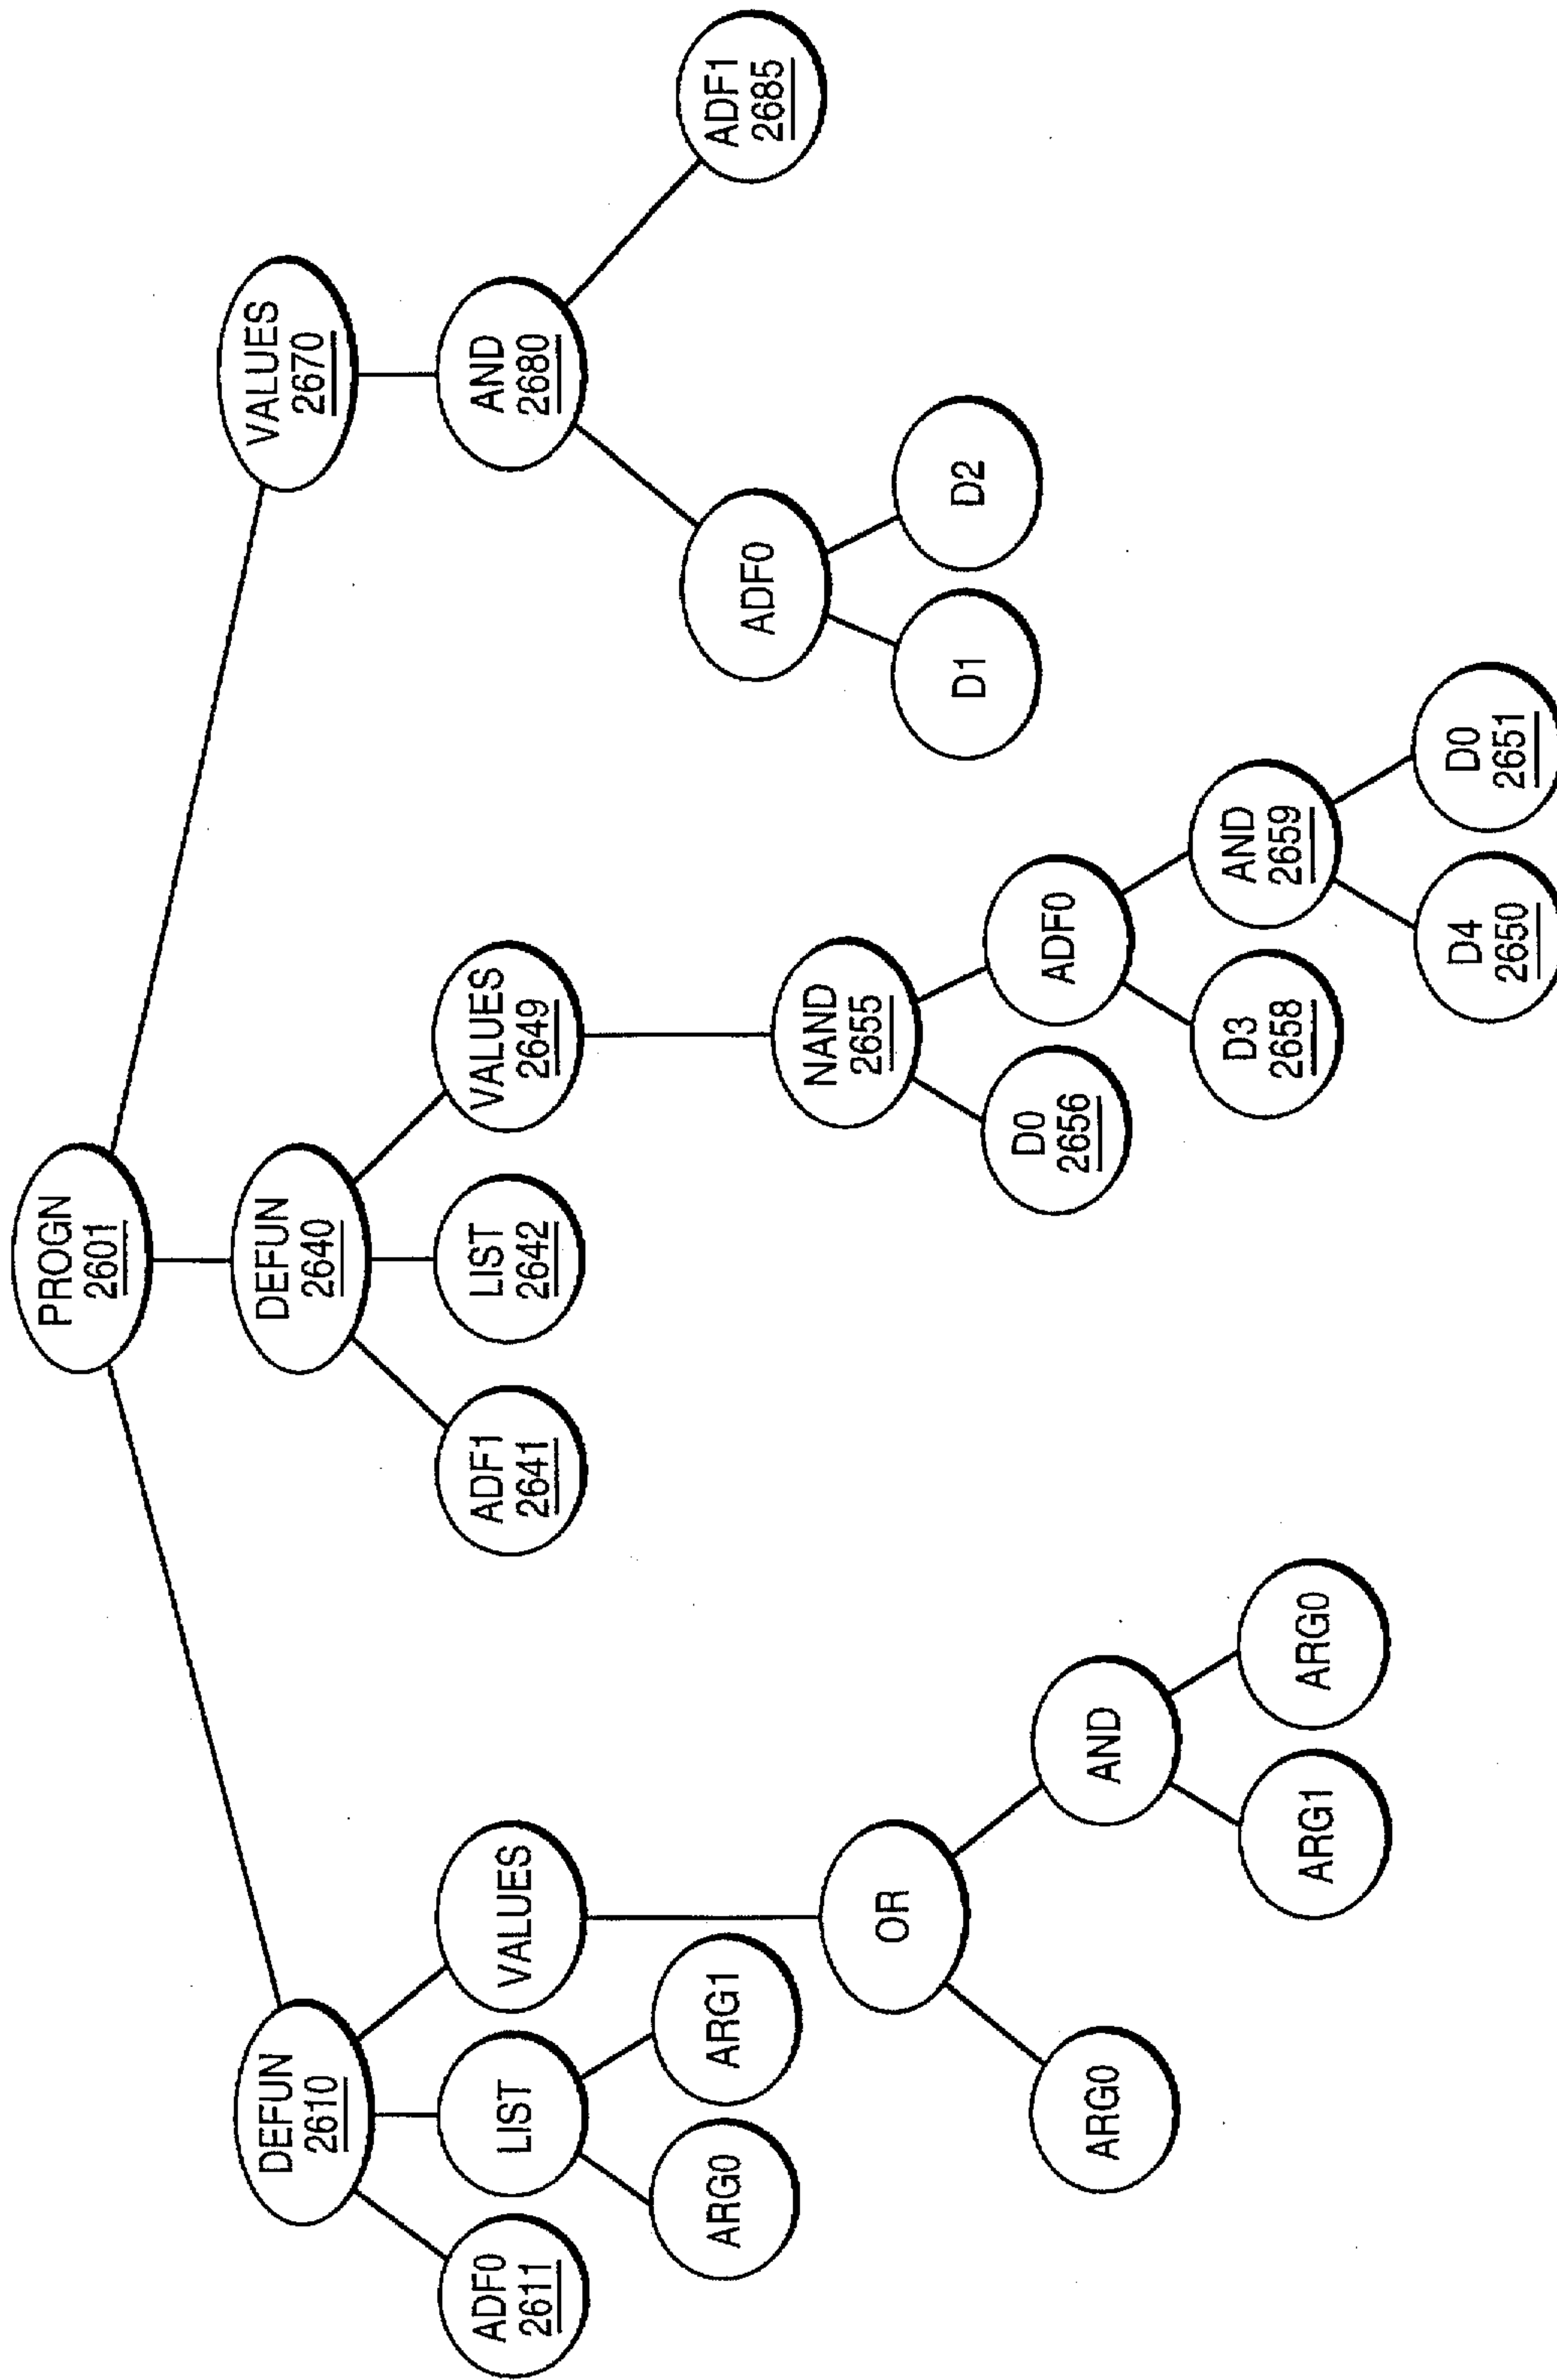 PROGN
2601
DEFUN
2610
DEFUN
2640
VALUES
2670
ADF0
2611
LIST
VALUES
ADF1
2641
LIST
2642
VALUES
2649
AND
2680
ARG0
ARG1
ADF0
ADF1
2685
OR
NAND
2655
D1
D2
ARG0
AND
D0
2656
ADF0
ARG1
ARG0
D3
2658
AND
2659
D4
2650
D0
2651